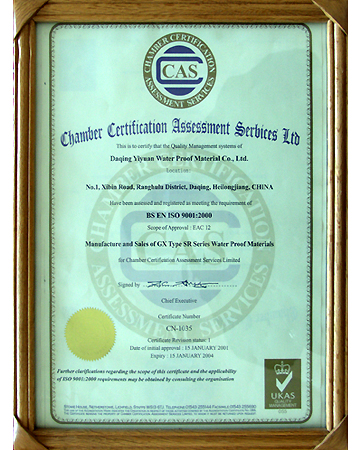 CHAMBER CERTIFICATION
CAS
ASSESSMENT SERVICES
Chamber Certification Assessment Services Ltd
This is to certify that the Quality Management systems of
Daqing Yiyuan Water Proof Material Co., Ltd.
Location:
No.1, Xibin Road, Ranghulu District, Daqing, Heilongjiang, CHINA
Have been assessed and registered as meeting the requirement of:
BS EN ISO 9001:2000
Scope of Approval : EAC 12
Manufacture and Sales of GX Type SR Series Water Proof Materials
for Chamber Certification Assessment Services Limited
Signed by
Chief Executive
Certificate Number
CN-1035
Certificate Revision status: 1
Date of initial approval : 15 JANUARY 2001
Expiry : 15 JANUARY 2004
Further clarifications regarding the scope of this certificate and the applicability
of ISO 9001:2000 requirements may be obtained by consulting the organisation
UKAS
QUALITY
MANAGEMENT